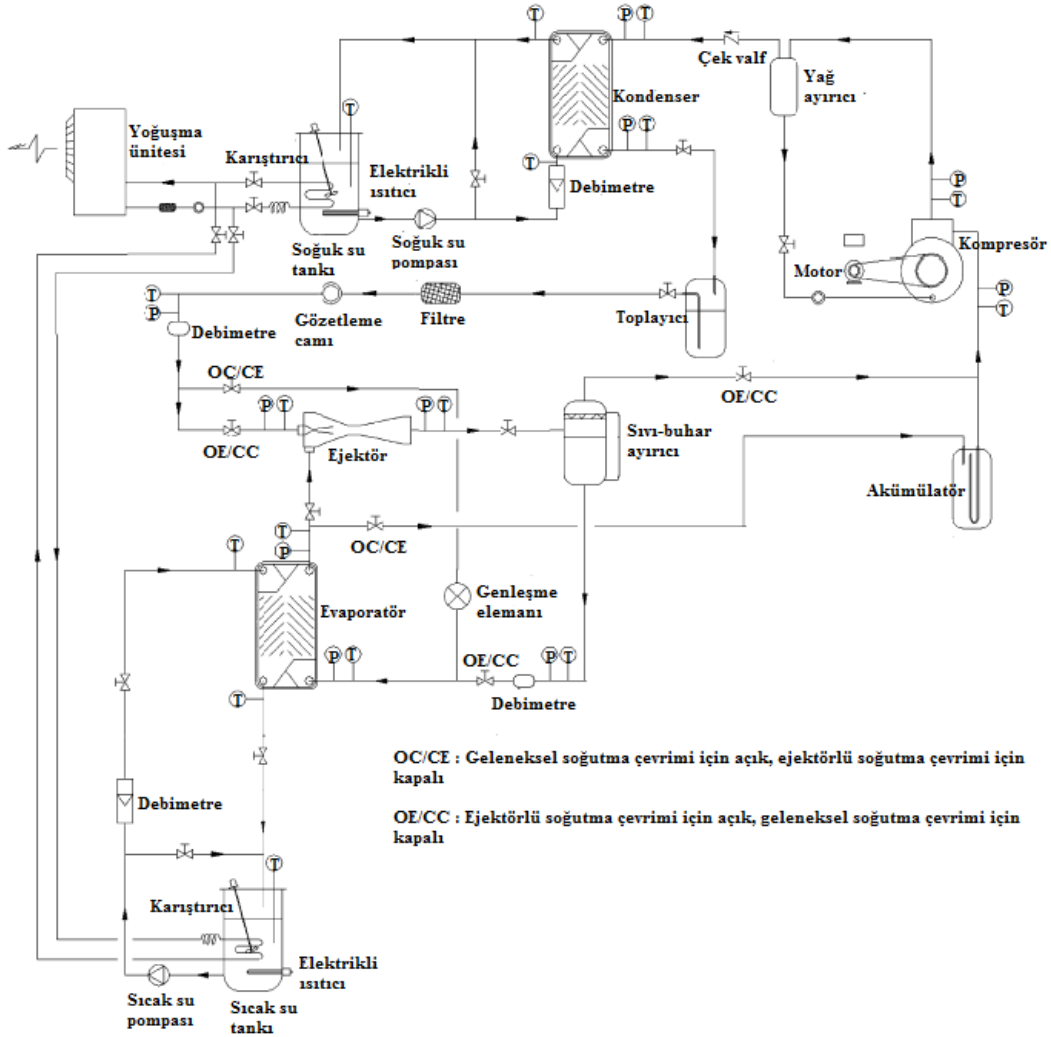 T
P
T
T
Çek valf
Yağ
ayırıcı
Kondenser
Yoğuşma
ünitesi
T
Karıştırıcı
Elektrikli
ısıtıcı
P
T
T
Debimetre
P
T
Soğuk su
tankı
Soğuk su
pompası
Motor
Kompresör
P
T
T
P
Debimetre
Gözetleme
camı
Filtre
Toplayıcı
OC/CE
P
T
P
T
OE/CC
OE/CC
Ejektör
Sıvı-buhar
ayırıcı
Akümülatör
T
P
OC/CE
T
Evaporatör
Genleşme
elemanı
P
T
OE/CC
P
T
Debimetre
T
OC/CE : Geleneksel soğutma çevrimi için açık, ejektörlü soğutma çevrimi için
kapalı
Debimetre
OE/CC : Ejektörlü soğutma çevrimi için açık, geleneksel soğutma çevrimi için
kapalı
T
Karıştırıcı
Elektrikli
ısıtıcı
Sıcak su
pompası
Sıcak su
tankı